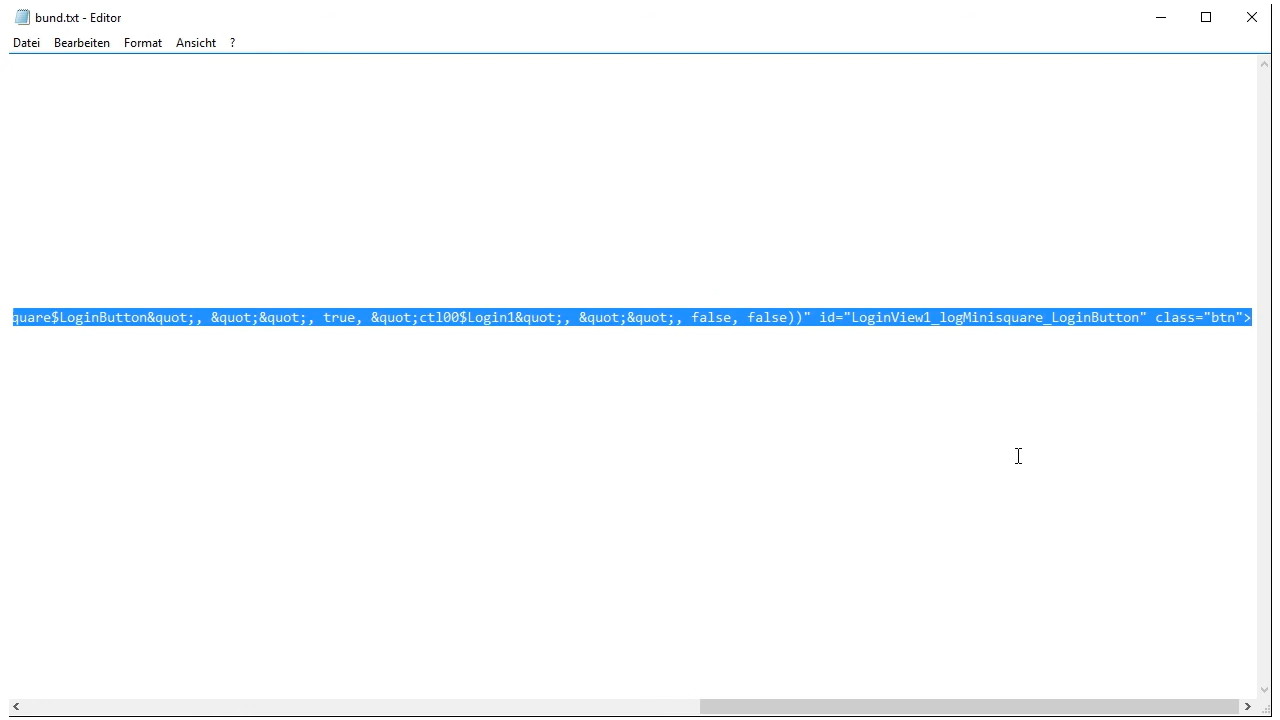 bund.txt - Editor
Datei Bearbeiten Format Ansicht ?
quare$LoginButton&quot;, &quot;&quot;, true, &quot;ctl00$Login1&quot;, &quot;&quot;, false, false))" id="LoginView1_logMinisquare_LoginButton" class="btn">